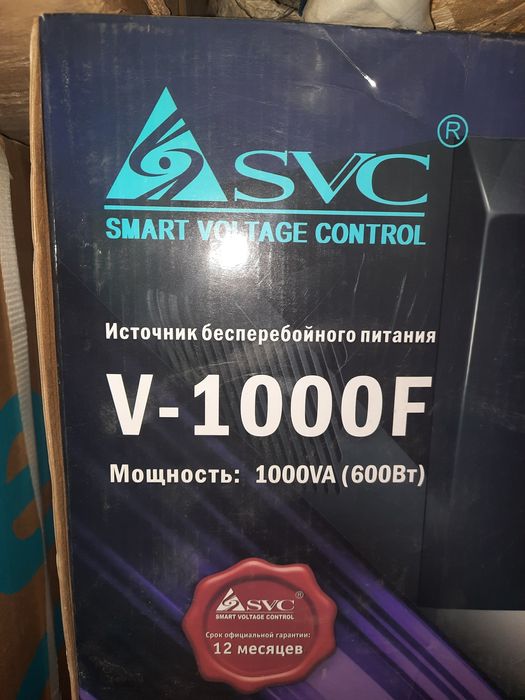 SVC®
SMART VOLTAGE CONTROL
Источник бесперебойного питания
V-1000F
Мощность: 1000VA (600Вт)
SVC®
SMART VOLTAGE CONTROL
Срок официальной гарантии:
12 месяцев